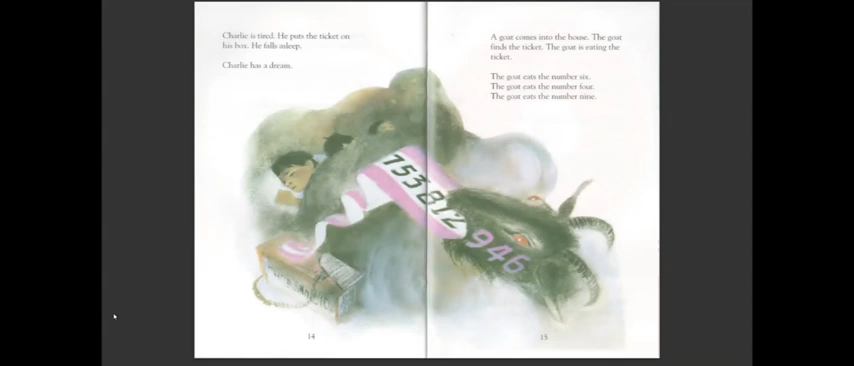 Charlie is tired. He puts the ticket on
his box. He falls asleep.
Charlie has a dream.
A goat comes into the house. The goat
finds the ticket. The goat is eating the
ticket.
The goat eats the number six.
The goat eats the number four.
The goat eats the number nine.
753812
946
14
15